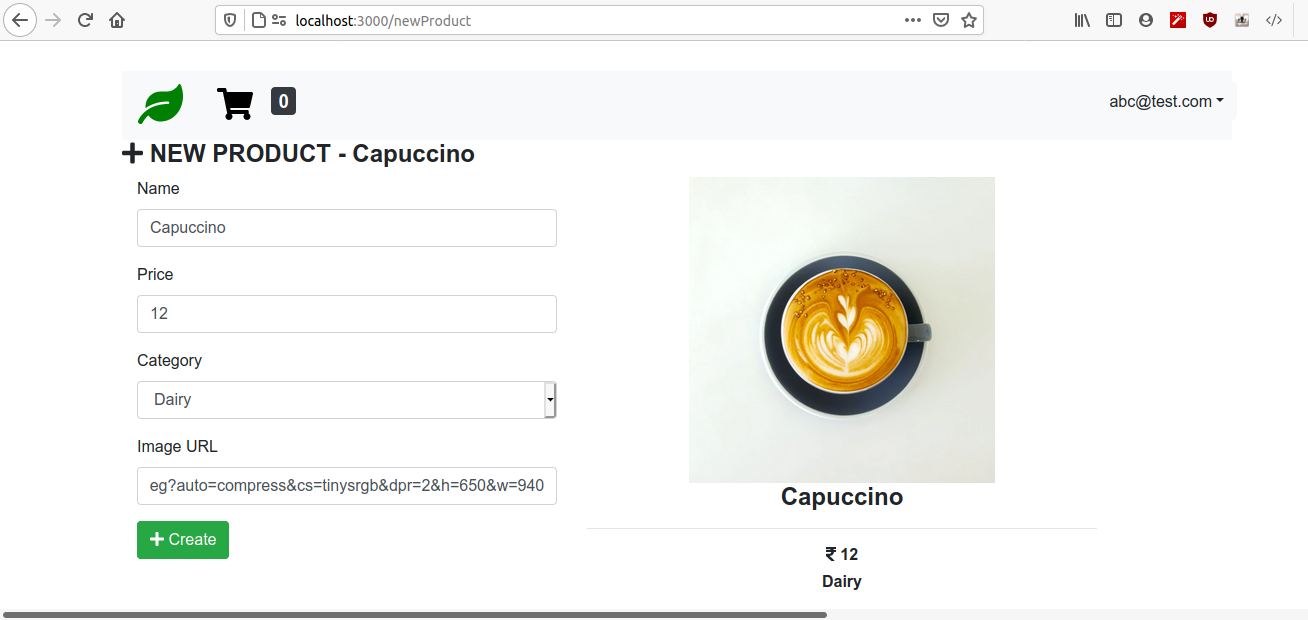 localhost:3000/newProduct
0
abc@test.com
NEW PRODUCT - Capuccino
Name
Capuccino
Price
12
Category
Dairy
Image URL
eg?auto=compress&cs=tinysrgb&dpr=2&h=650&w=940
Create
Capuccino
₹ 12
Dairy